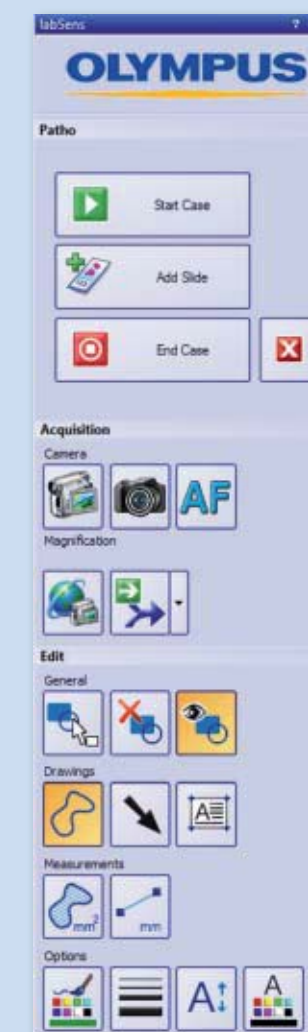 labSens ?
OLYMPUS
Patho
Start Case
Add Slide
End Case
Acquisition
Camera
AF
Magnification
Edit
General
Drawings
A
Measurements
mm² mm
Options
A A